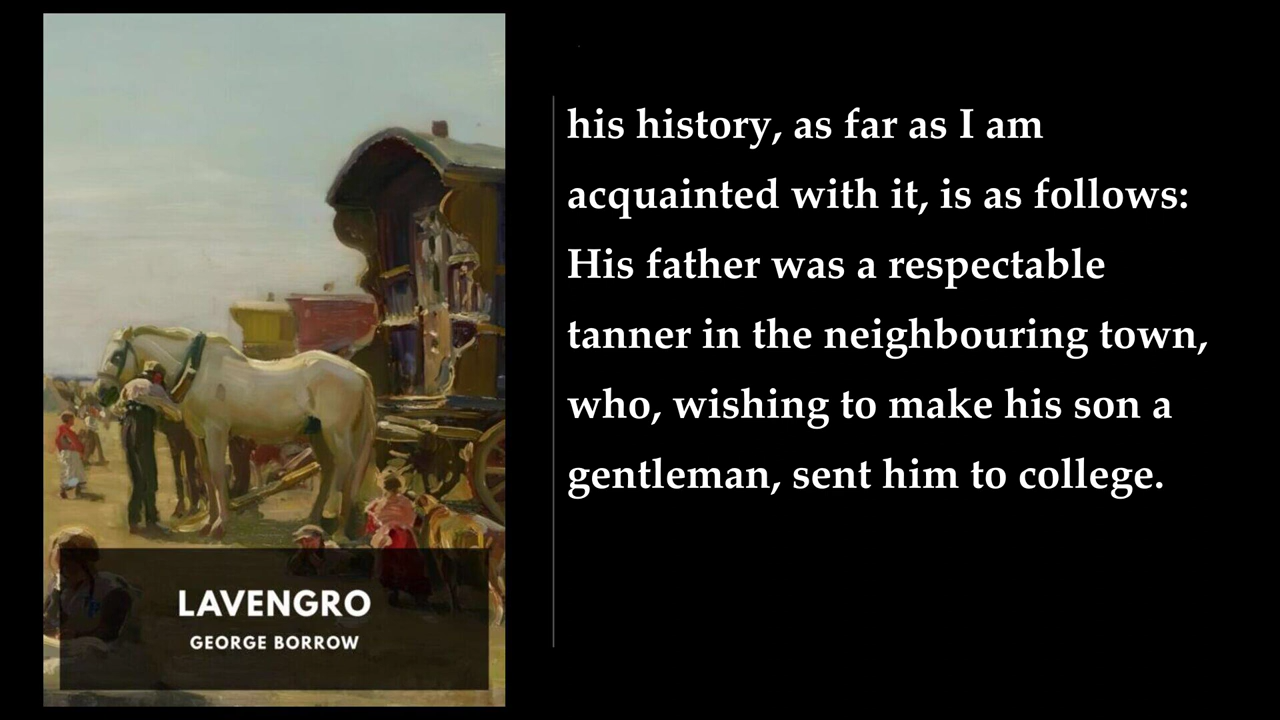 LAVENGRO
GEORGE BORROW
his history, as far as I am
acquainted with it, is as follows:
His father was a respectable
tanner in the neighbouring town,
who, wishing to make his son a
gentleman, sent him to college.